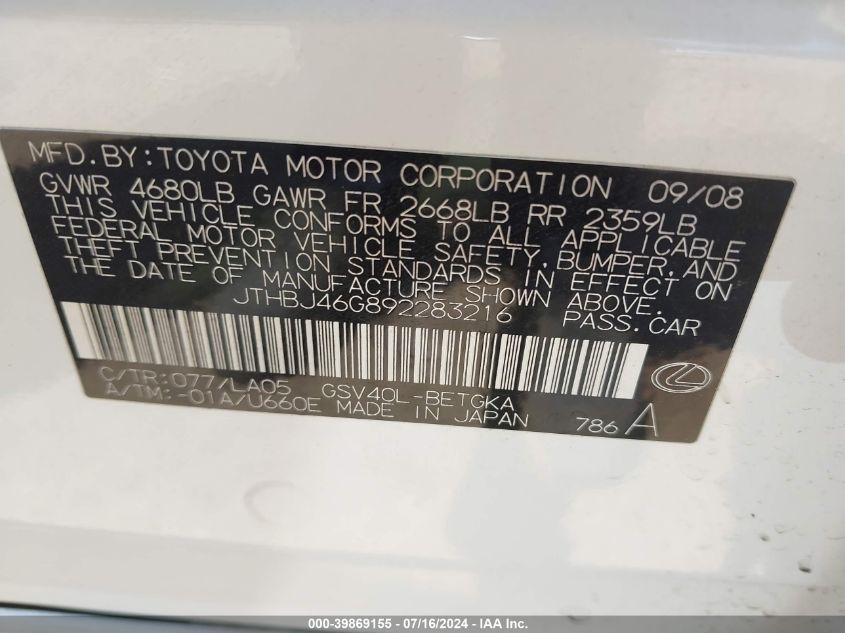 MFD.BY:TOYOTA MOTOR CORPORATION 09/08
GVWR 4680LB GAWR FR 2668LB RR 2359LB
THIS VEHICLE CONFORMS TO ALL APPLICABLE
FEDERAL MOTOR VEHICLE SAFETY,BUMPER,AND
THEFT PREVENTION STANDARDS IN EFFECT ON
THE DATE OF MANUFACTURE SHOWN ABOVE.
JTHBJ46G892283216 PASS.CAR
C/TR:077/LA05 GSV40L-BETGKA
A/TM:-01A/U660E MADE IN JAPAN 786 A
000-39869155 - 07/16/2024 - IAA Inc.